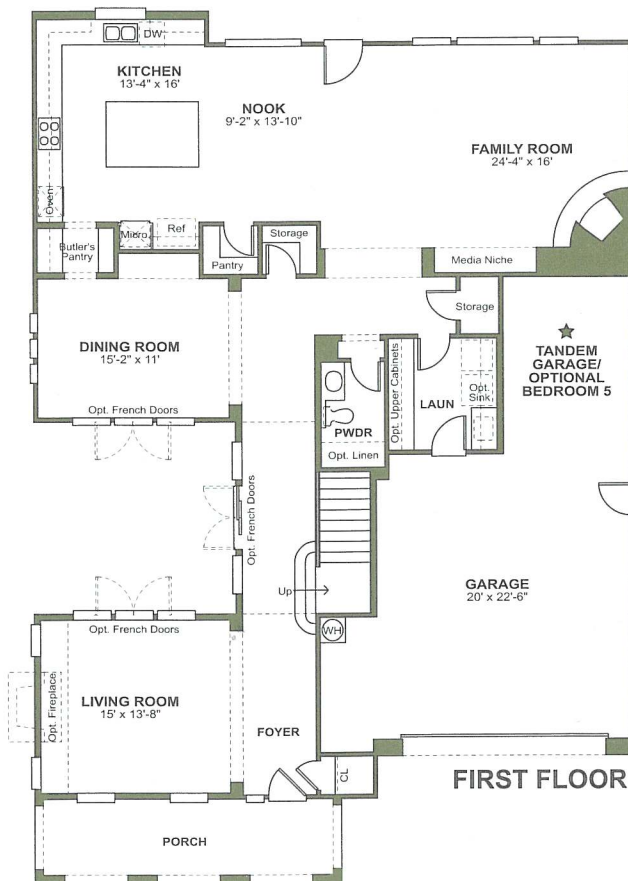 DW
KITCHEN
13'-4" x 16'
NOOK
9'-2" x 13'-10"
FAMILY ROOM
24'-4" x 16'
Oven
Butler's
Pantry
Micro
Ref
Pantry
Storage
Media Niche
Storage
DINING ROOM
15'-2" x 11'
TANDEM
GARAGE/
OPTIONAL
BEDROOM 5
Opt. Upper Cabinets
LAUN
Opt.
Sink
PWDR
Opt. Linen
Opt. French Doors
Opt. French Doors
Up
GARAGE
20' x 22'-6"
WH
Opt. French Doors
Opt. Fireplace
LIVING ROOM
15' x 13'-8"
FOYER
CL
FIRST FLOOR
PORCH